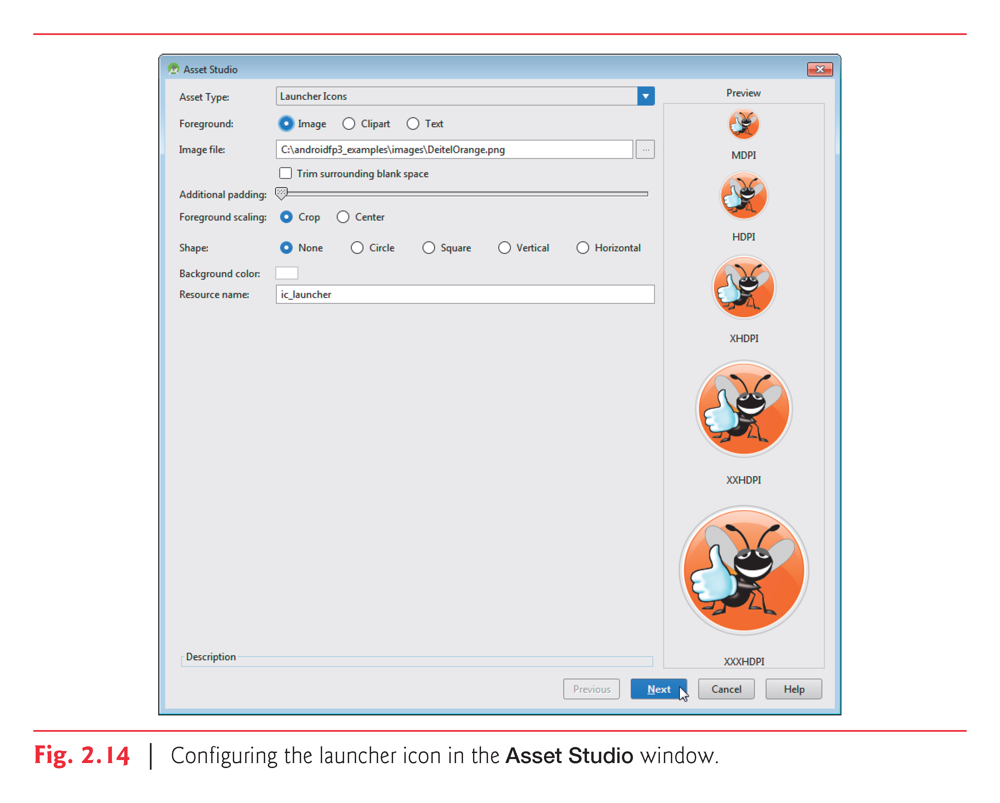 Asset Studio
Asset Type: Launcher Icons
Foreground: Image Clipart Text
Image file: C:\androidfp3_examples\images\DeitelOrange.png ...
Trim surrounding blank space
Additional padding:
Foreground scaling: Crop Center
Shape: None Circle Square Vertical Horizontal
Background color:
Resource name: ic_launcher
Preview
MDPI
HDPI
XHDPI
XXHDPI
XXXHDPI
Description
Previous Next Cancel Help
Fig. 2.14 | Configuring the launcher icon in the Asset Studio window.